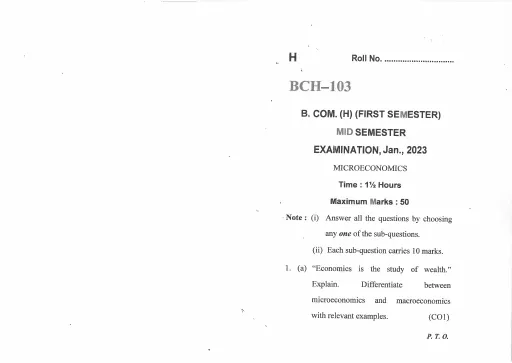 H Roll No. ..............................
BCH–103
B. COM. (H) (FIRST SEMESTER)
MID SEMESTER
EXAMINATION, Jan., 2023
MICROECONOMICS
Time : 1½ Hours
Maximum Marks : 50
Note : (i) Answer all the questions by choosing
any one of the sub-questions.
(ii) Each sub-question carries 10 marks.
1. (a) “Economics is the study of wealth.”
Explain. Differentiate between
microeconomics and macroeconomics
with relevant examples. (CO1)
P. T. O.